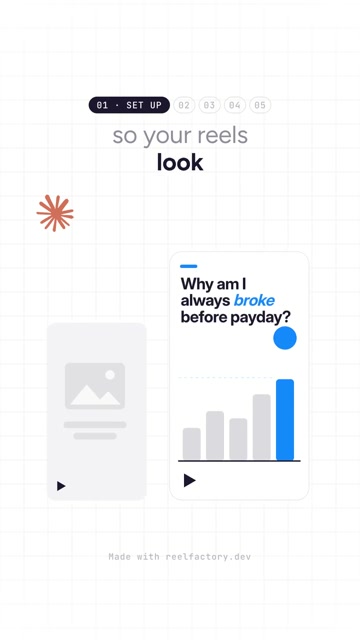 01 · SET UP 02 03 04 05
so your reels
look
Why am I
always broke
before payday?
Made with reelfactory.dev